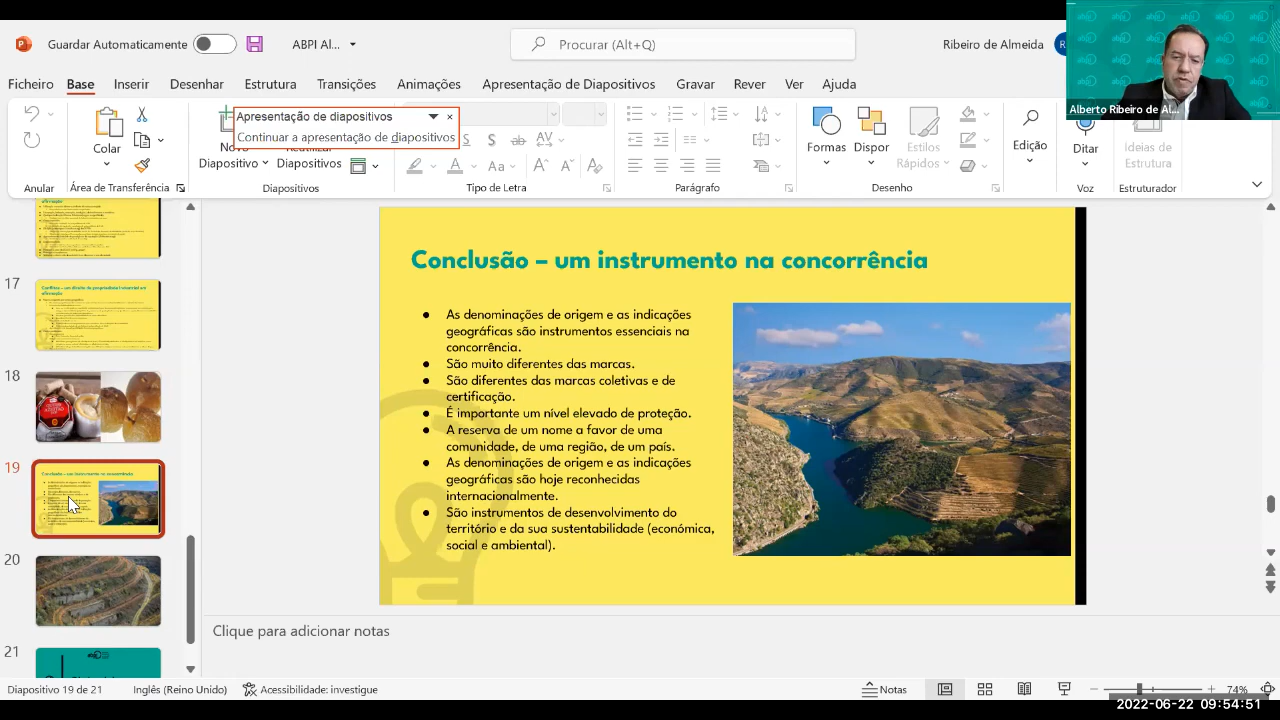 Guardar Automaticamente
ABPI Al...
Procurar (Alt+Q)
Ribeiro de Almeida
Ficheiro
Base
Inserir
Desenhar
Estrutura
Transições
Animações
Apresentação de Diapositivos
Gravar
Rever
Ver
Ajuda
Alberto Ribeiro de Al...
Apresentação de diapositivos
Continuar a apresentação de diapositivos
Colar
Novo
Diapositivo
Reutilizar
Diapositivos
Formas
Dispor
Estilos
Rápidos
Edição
Ditar
Ideias de
Estrutura
Anular
Área de Transferência
Diapositivos
Tipo de Letra
Parágrafo
Desenho
Voz
Estruturador
17
18
19
20
21
Conclusão – um instrumento na concorrência
● As denominações de origem e as indicações
geográficas são instrumentos essenciais na
concorrência.
● São muito diferentes das marcas.
● São diferentes das marcas coletivas e de
certificação.
● É importante um nível elevado de proteção.
● A reserva de um nome a favor de uma
comunidade, de uma região, de um país.
● As denominações de origem e as indicações
geográficas são hoje reconhecidas
internacionalmente.
● São instrumentos de desenvolvimento do
território e da sua sustentabilidade (económica,
social e ambiental).
Clique para adicionar notas
Diapositivo 19 de 21
Inglês (Reino Unido)
Acessibilidade: investigue
Notas
74%
2022-06-22 09:54:51